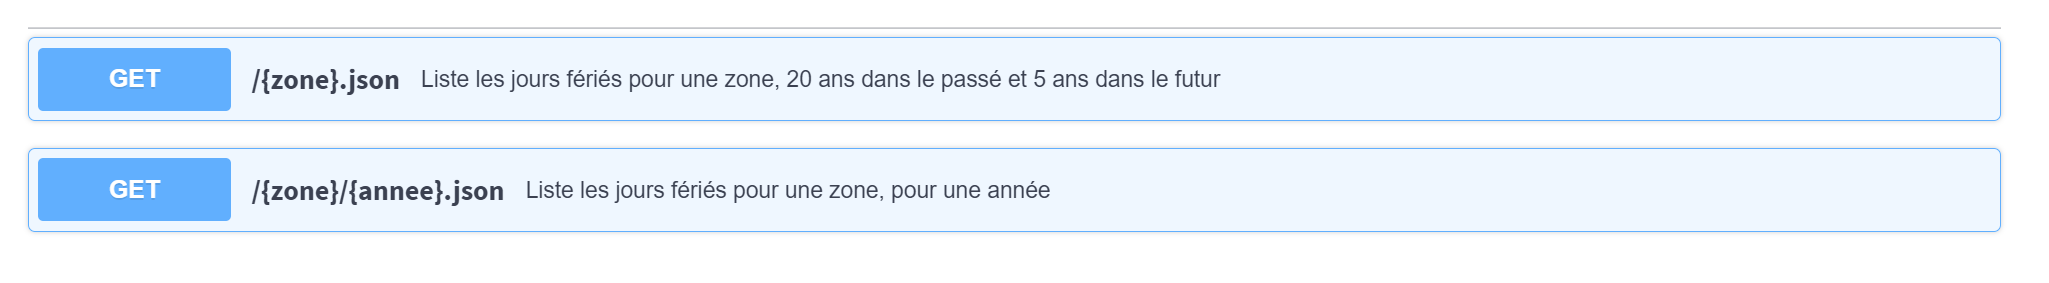 GET /{zone}.json Liste les jours fériés pour une zone, 20 ans dans le passé et 5 ans dans le futur
GET /{zone}/{annee}.json Liste les jours fériés pour une zone, pour une année